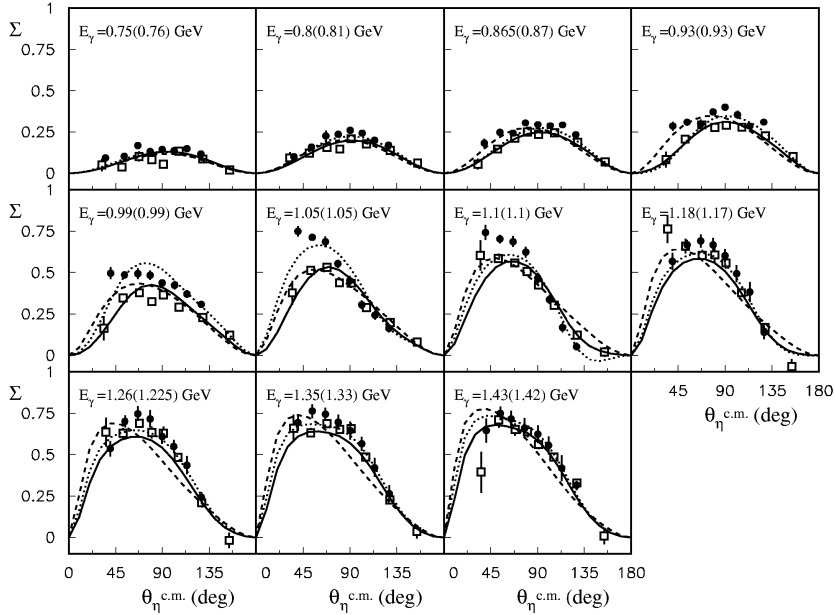 1
Σ
0.75
0.5
0.25
0
E_γ =0.75(0.76) GeV
E_γ =0.8(0.81) GeV
E_γ =0.865(0.87) GeV
E_γ =0.93(0.93) GeV
1
Σ
0.75
0.5
0.25
0
E_γ =0.99(0.99) GeV
E_γ =1.05(1.05) GeV
E_γ =1.1(1.1) GeV
E_γ =1.18(1.17) GeV
45 90 135 180
θ_η^c.m. (deg)
1
Σ
0.75
0.5
0.25
0
E_γ =1.26(1.225) GeV
E_γ =1.35(1.33) GeV
E_γ =1.43(1.42) GeV
0 45 90 135 0 45 90 135 0 45 90 135 180
θ_η^c.m. (deg)
θ_η^c.m. (deg)
θ_η^c.m. (deg)